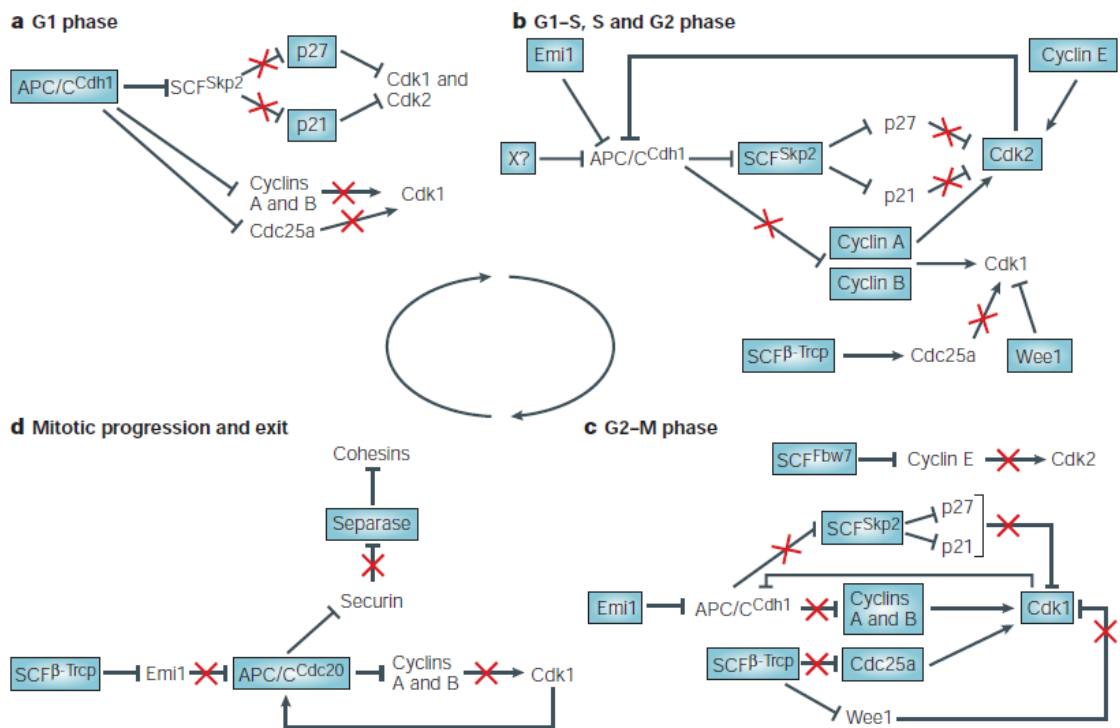 a G1 phase
APC/CCdh1
SCFSkp2
p27
p21
Cdk1 and
Cdk2
Cyclins
A and B
Cdc25a
Cdk1
b G1–S, S and G2 phase
Emi1
Cyclin E
X?
APC/CCdh1
SCFSkp2
p27
p21
Cdk2
Cyclin A
Cyclin B
Cdk1
SCFβ-Trcp
Cdc25a
Wee1
d Mitotic progression and exit
Cohesins
Separase
Securin
SCFβ-Trcp
Emi1
APC/CCdc20
Cyclins
A and B
Cdk1
c G2–M phase
SCFFbw7
Cyclin E
Cdk2
SCFSkp2
p27
p21
Emi1
APC/CCdh1
Cyclins
A and B
Cdk1
SCFβ-Trcp
Cdc25a
Wee1